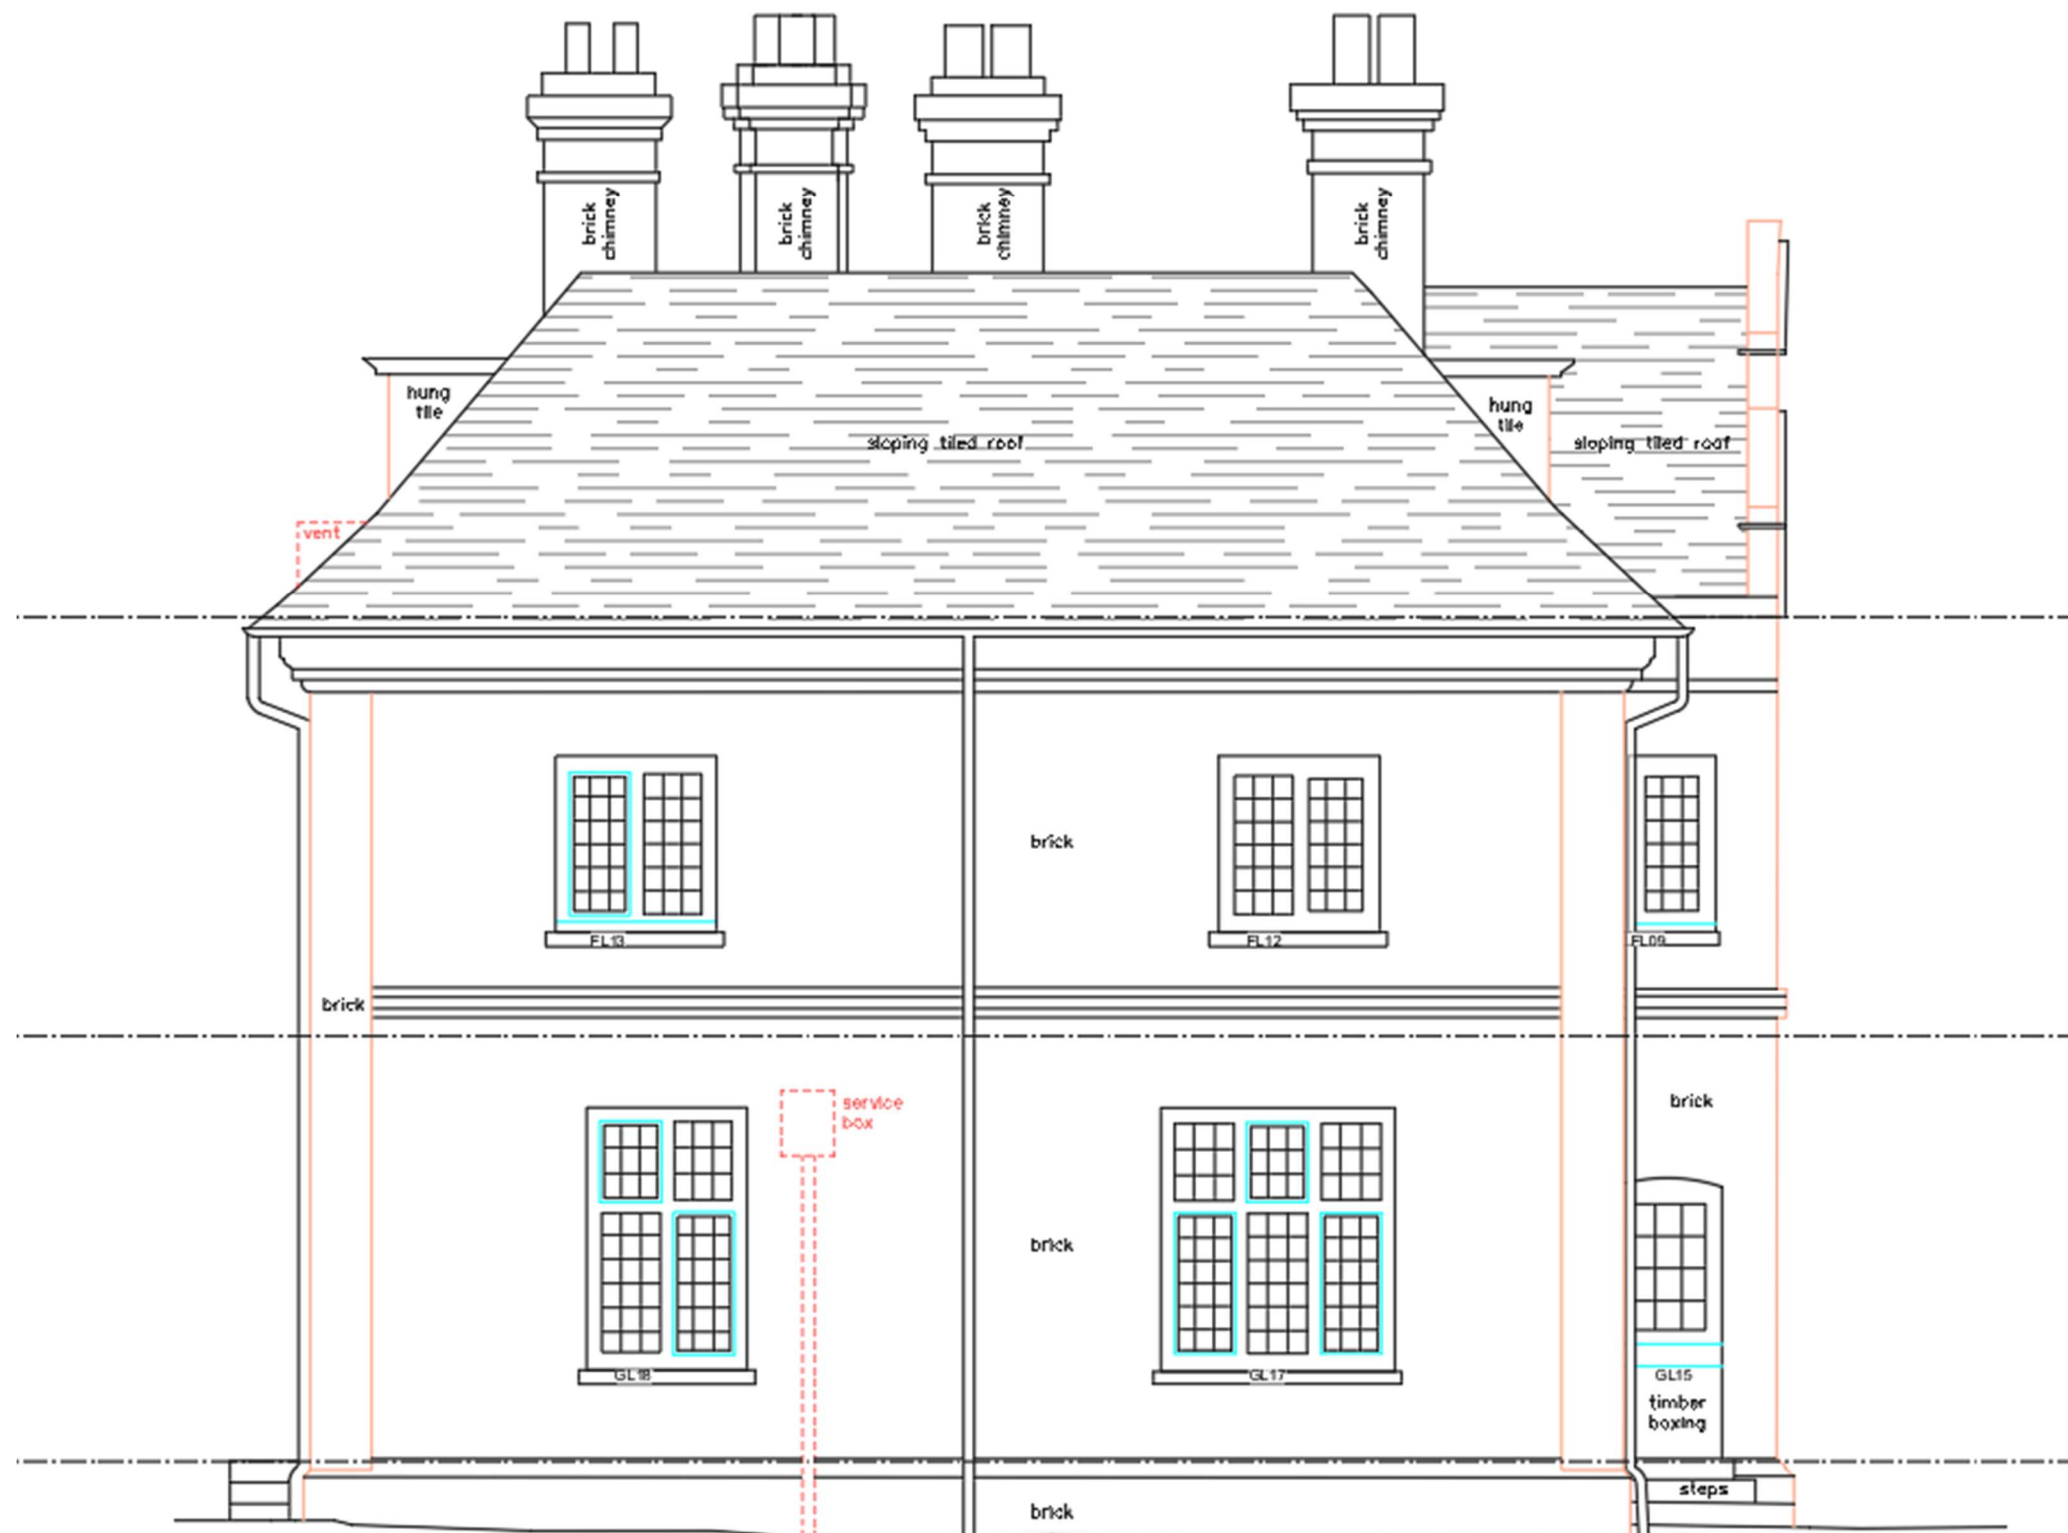 brick
chimney
brick
chimney
brick
chimney
brick
chimney
hung
tile
hung
tile
sloping tiled roof
sloping tiled roof
vent
brick
FL13
FL12
FL09
brick
service
box
brick
brick
GL18
GL17
GL15
timber
boxing
steps
brick